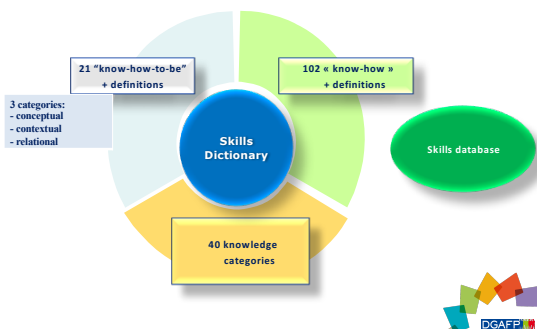 21 “know-how-to-be”
+ definitions
102 « know-how »
+ definitions
3 categories:
- conceptual
- contextual
- relational
Skills
Dictionary
Skills database
40 knowledge
categories
DGAFP